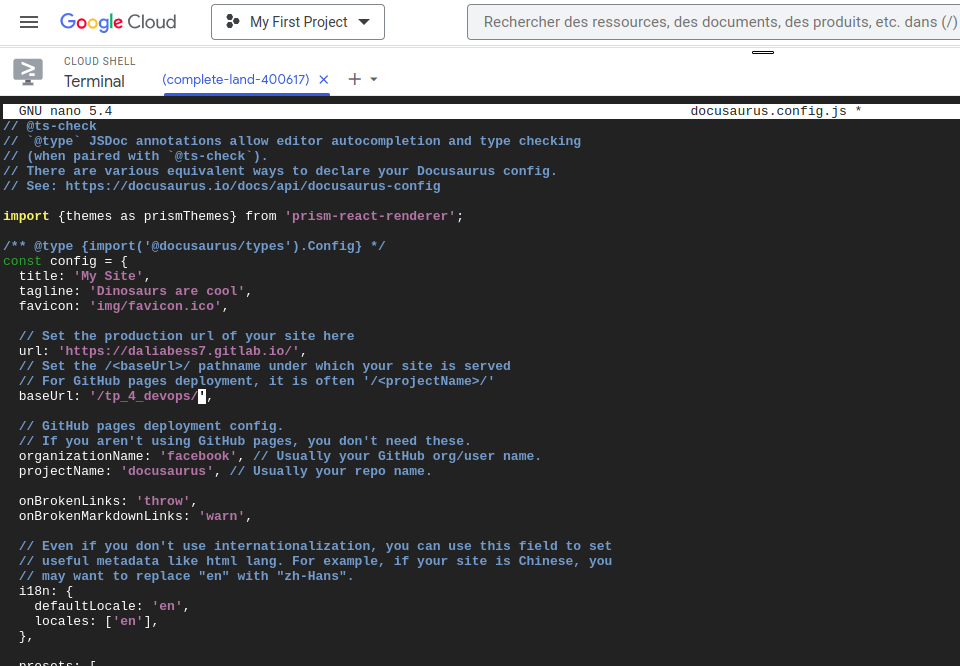 Google Cloud
My First Project
Rechercher des ressources, des documents, des produits, etc. dans (/)
CLOUD SHELL
Terminal
(complete-land-400617)
GNU nano 5.4 docusaurus.config.js *
// @ts-check
// `@type` JSDoc annotations allow editor autocompletion and type checking
// (when paired with `@ts-check`).
// There are various equivalent ways to declare your Docusaurus config.
// See: https://docusaurus.io/docs/api/docusaurus-config
import {themes as prismThemes} from 'prism-react-renderer';
/** @type {import('@docusaurus/types').Config} */
const config = {
  title: 'My Site',
  tagline: 'Dinosaurs are cool',
  favicon: 'img/favicon.ico',
  // Set the production url of your site here
  url: 'https://daliabess7.gitlab.io/',
  // Set the /<baseUrl>/ pathname under which your site is served
  // For GitHub pages deployment, it is often '/<projectName>/'
  baseUrl: '/tp_4_devops/',
  // GitHub pages deployment config.
  // If you aren't using GitHub pages, you don't need these.
  organizationName: 'facebook', // Usually your GitHub org/user name.
  projectName: 'docusaurus', // Usually your repo name.
  onBrokenLinks: 'throw',
  onBrokenMarkdownLinks: 'warn',
  // Even if you don't use internationalization, you can use this field to set
  // useful metadata like html lang. For example, if your site is Chinese, you
  // may want to replace "en" with "zh-Hans".
  i18n: {
    defaultLocale: 'en',
    locales: ['en'],
  },
  presets: [